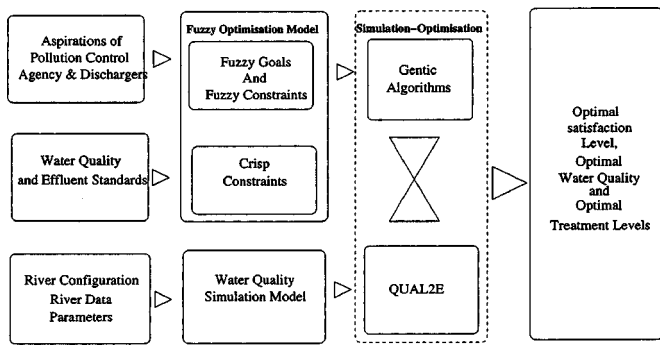 Aspirations of
Pollution Control
Agency & Dischargers
Fuzzy Optimisation Model
Fuzzy Goals
And
Fuzzy Constraints
Simulation-Optimisation
Gentic
Algorithms
Water Quality
and Effluent Standards
Crisp
Constraints
River Configuration
River Data
Parameters
Water Quality
Simulation Model
QUAL2E
Optimal
satisfaction
Level,
Optimal
Water Quality
and
Optimal
Treatment Levels